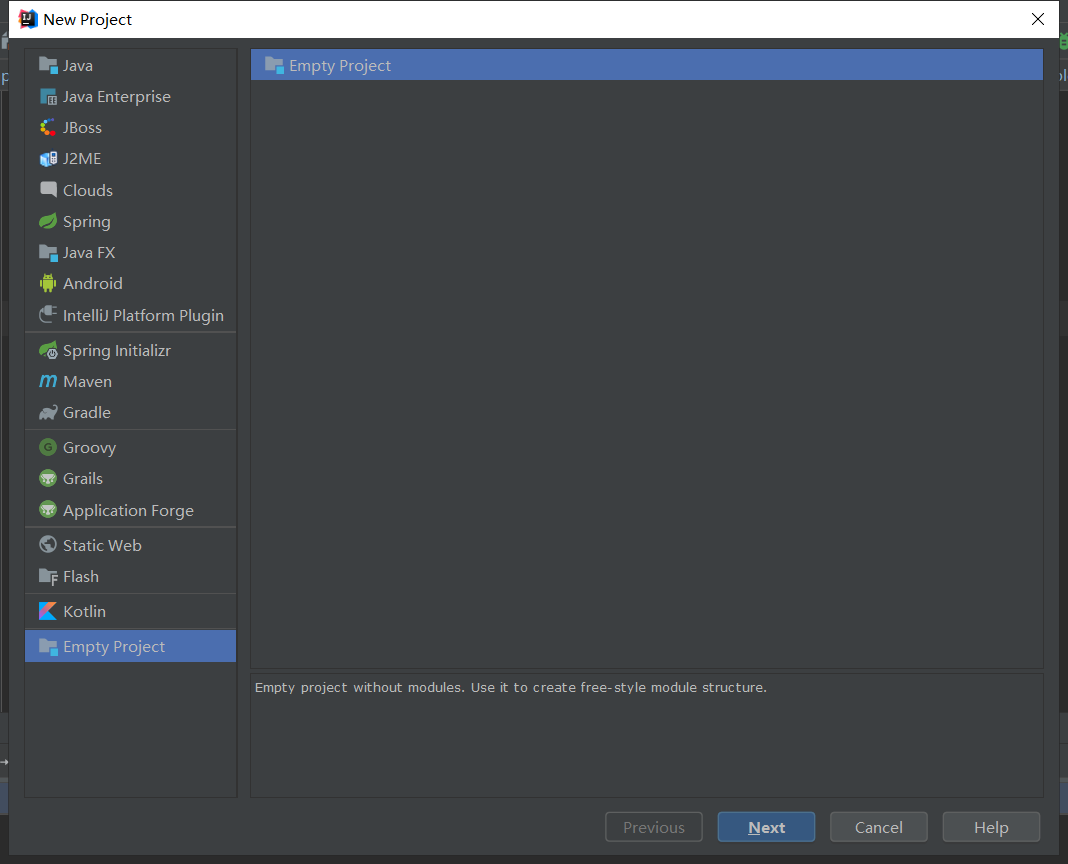 New Project
Java
Java Enterprise
JBoss
J2ME
Clouds
Spring
Java FX
Android
IntelliJ Platform Plugin
Spring Initializr
Maven
Gradle
Groovy
Grails
Application Forge
Static Web
Flash
Kotlin
Empty Project
Empty Project
Empty project without modules. Use it to create free-style module structure.
Previous
Next
Cancel
Help